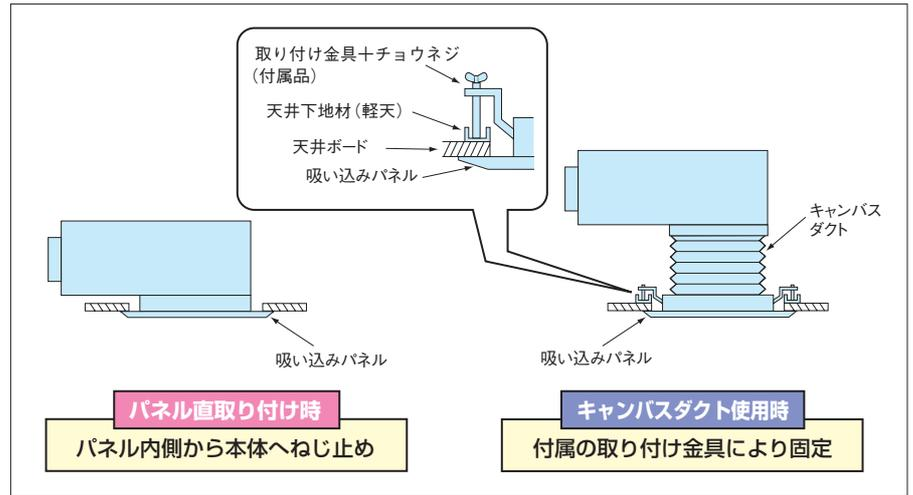 取り付け金具＋チョウネジ
（付属品）
天井下地材（軽天）
天井ボード
吸い込みパネル
キャンバス
ダクト
吸い込みパネル
吸い込みパネル
パネル直取り付け時
パネル内側から本体へねじ止め
キャンバスダクト使用時
付属の取り付け金具により固定